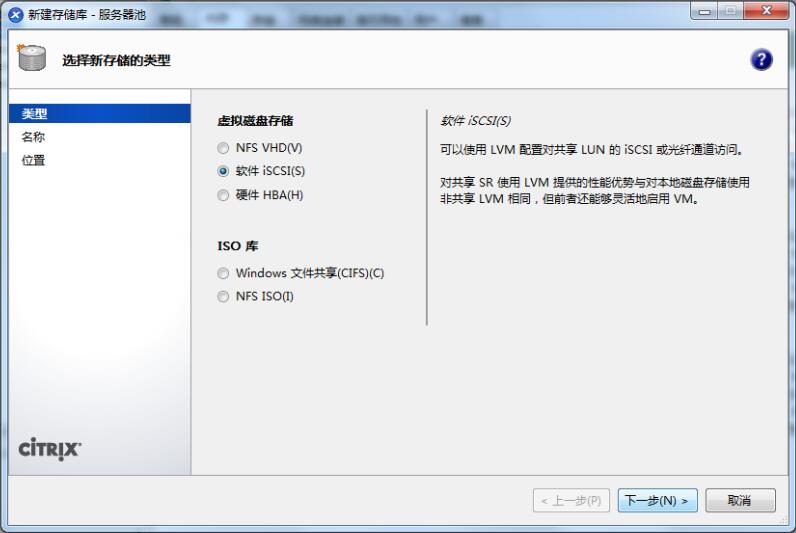 新建存储库 - 服务器池
选择新存储的类型
类型
名称
位置
虚拟磁盘存储
NFS VHD(V)
软件 iSCSI(S)
硬件 HBA(H)
ISO 库
Windows 文件共享(CIFS)(C)
NFS ISO(I)
软件 iSCSI(S)
可以使用 LVM 配置对共享 LUN 的 iSCSI 或光纤通道访问。
对共享 SR 使用 LVM 提供的性能优势与对本地磁盘存储使用
非共享 LVM 相同，但前者还能够灵活地启用 VM。
CİTRIX
< 上一步(P)
下一步(N) >
取消